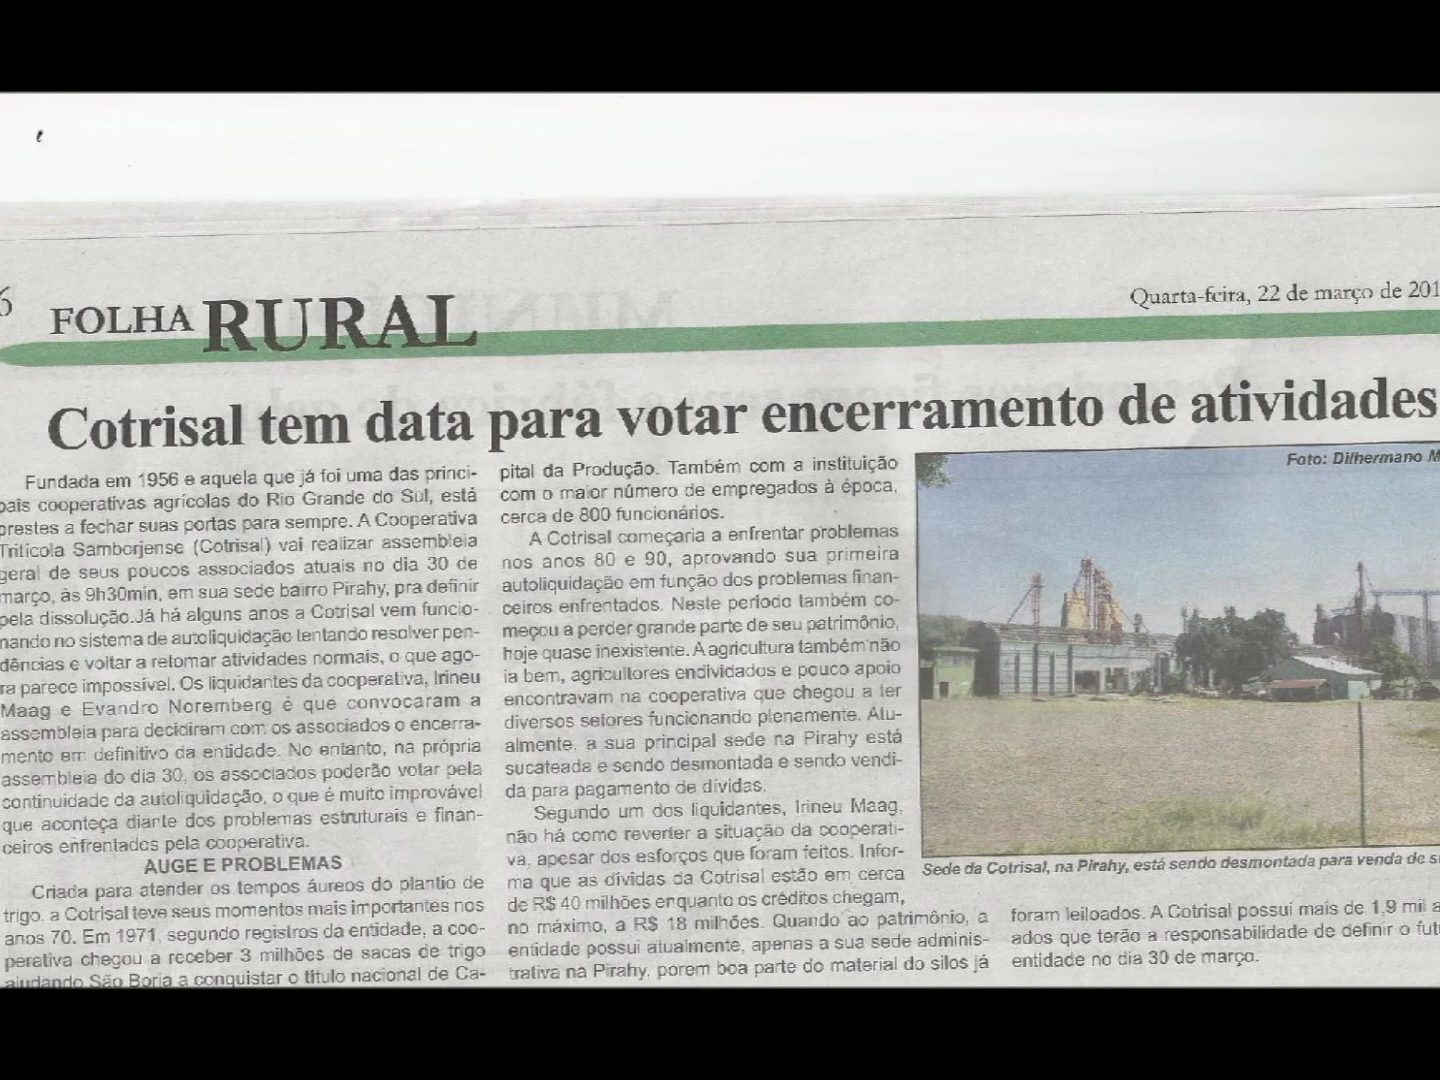 6
FOLHA RURAL
Quarta-feira, 22 de março de 201
Cotrisal tem data para votar encerramento de atividades
Fundada em 1956 e aquela que já foi uma das princi-
pais cooperativas agrícolas do Rio Grande do Sul, está
prestes a fechar suas portas para sempre. A Cooperativa
Tritícola Samborjense (Cotrisal) vai realizar assembleia
geral de seus poucos associados atuais no dia 30 de
março, às 9h30min, em sua sede bairro Pirahy, pra definir
pela dissolução.Já há alguns anos a Cotrisal vem funcio-
nando no sistema de autoliquidação tentando resolver pen-
dências e voltar a retomar atividades normais, o que ago-
ra parece impossível. Os liquidantes da cooperativa, Irineu
Maag e Evandro Noremberg é que convocaram a
assembleia para decidirem com os associados o encerra-
mento em definitivo da entidade. No entanto, na própria
assembleia do dia 30, os associados poderão votar pela
continuidade da autoliquidação, o que é muito improvável
que aconteça diante dos problemas estruturais e finan-
ceiros enfrentados pela cooperativa.
AUGE E PROBLEMAS
Criada para atender os tempos áureos do plantio de
trigo, a Cotrisal teve seus momentos mais importantes nos
anos 70. Em 1971, segundo registros da entidade, a coo-
perativa chegou a receber 3 milhões de sacas de trigo
ajudando São Borja a conquistar o título nacional de Ca-
pital da Produção. Também com a instituição
com o maior número de empregados à época,
cerca de 800 funcionários.
A Cotrisal começaria a enfrentar problemas
nos anos 80 e 90, aprovando sua primeira
autoliquidação em função dos problemas finan-
ceiros enfrentados. Neste período também co-
meçou a perder grande parte de seu patrimônio,
hoje quase inexistente. A agricultura também não
ia bem, agricultores endividados e pouco apoio
encontravam na cooperativa que chegou a ter
diversos setores funcionando plenamente. Atu-
almente, a sua principal sede na Pirahy está
sucateada e sendo desmontada e sendo vendi-
da para pagamento de dívidas.
Segundo um dos liquidantes, Irineu Maag,
não há como reverter a situação da cooperati-
va, apesar dos esforços que foram feitos. Infor-
ma que as dívidas da Cotrisal estão em cerca
de R$ 40 milhões enquanto os créditos chegam,
no máximo, a R$ 18 milhões. Quando ao patrimônio, a
entidade possui atualmente, apenas a sua sede adminis-
trativa na Pirahy, porem boa parte do material do silos já
Foto: Dilhermano M
Sede da Cotrisal, na Pirahy, está sendo desmontada para venda de s
foram leiloados. A Cotrisal possui mais de 1,9 mil a
ados que terão a responsabilidade de definir o futu
entidade no dia 30 de março.